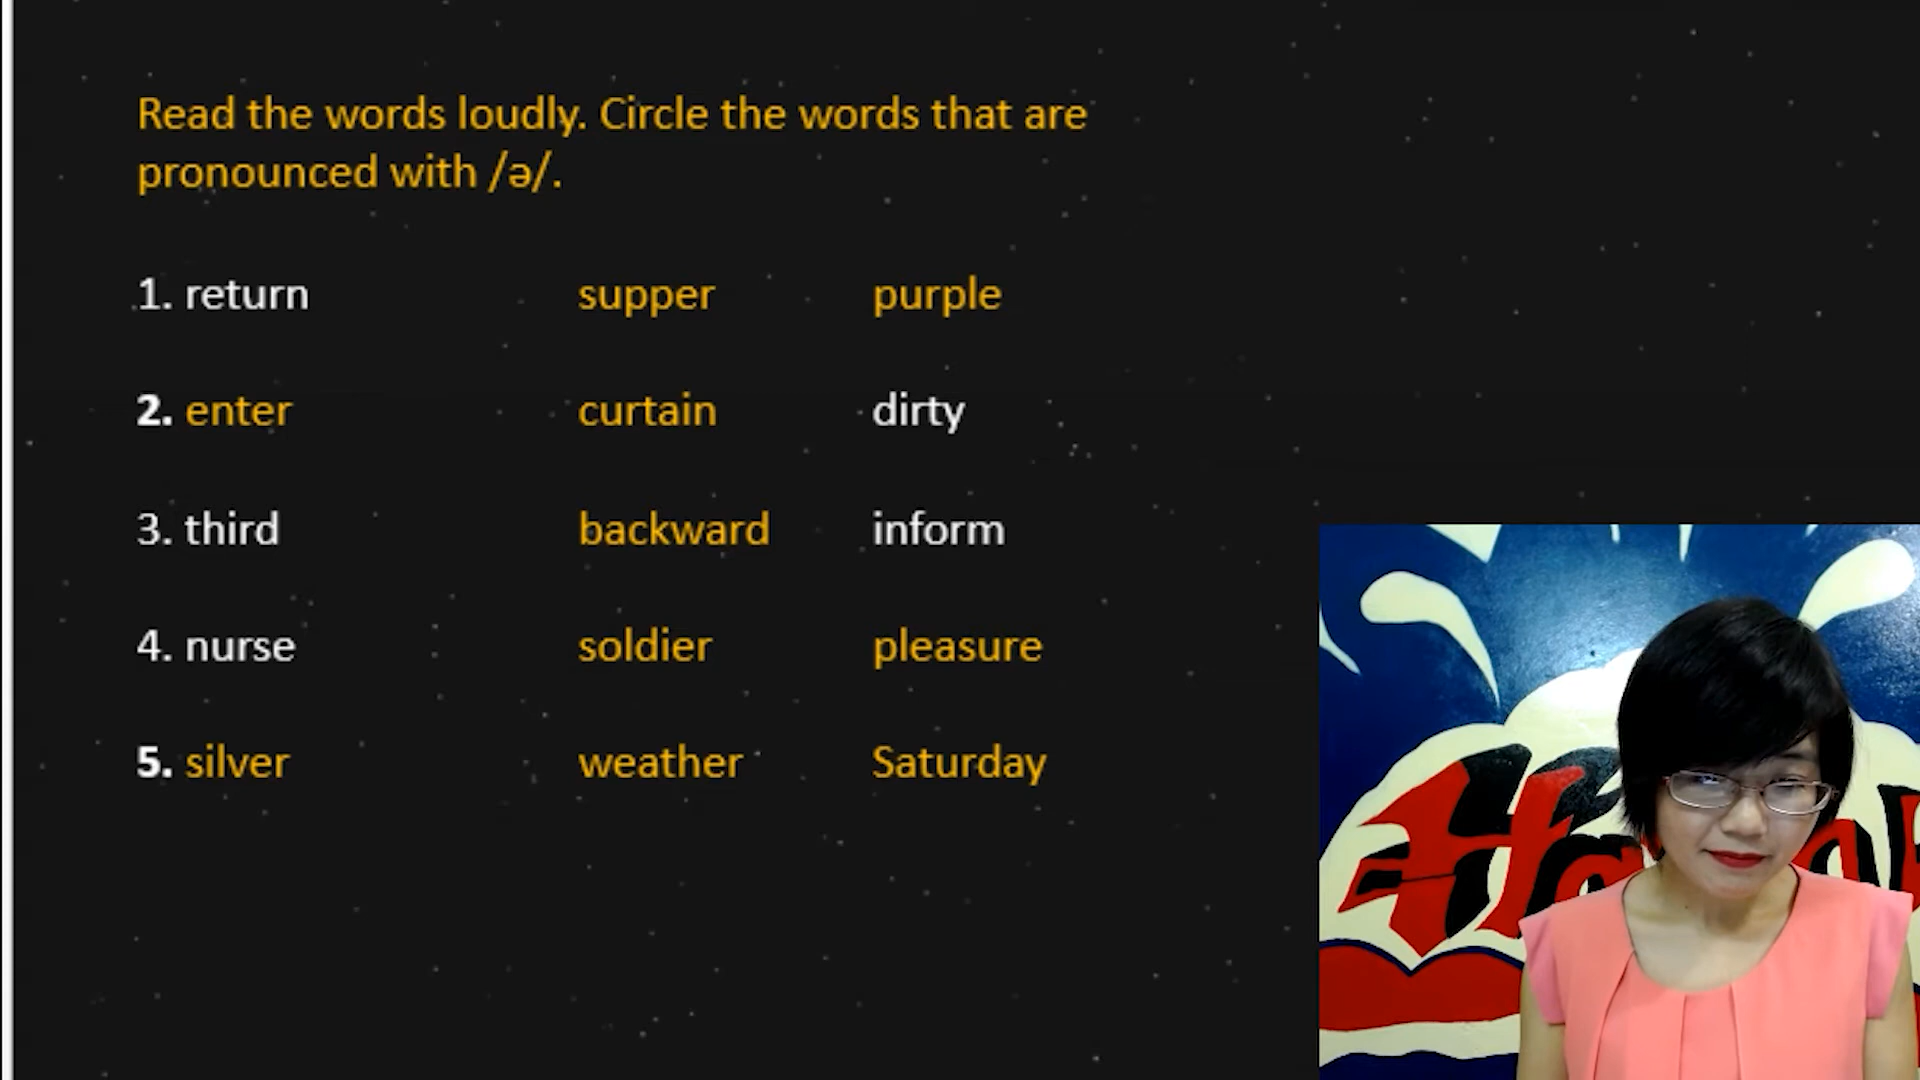 Read the words loudly. Circle the words that are
pronounced with /ə/.
1. return supper purple
2. enter curtain dirty
3. third backward inform
4. nurse soldier pleasure
5. silver weather Saturday